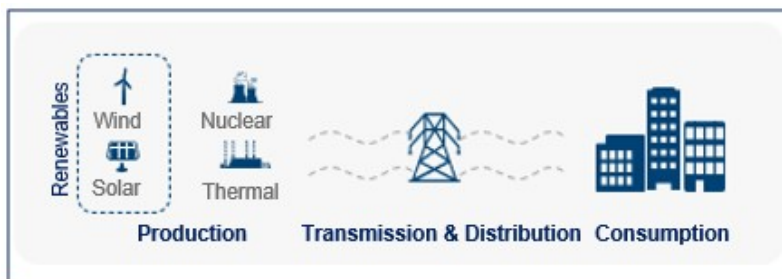 Renewables
Wind
Solar
Nuclear
Thermal
Production
Transmission & Distribution
Consumption